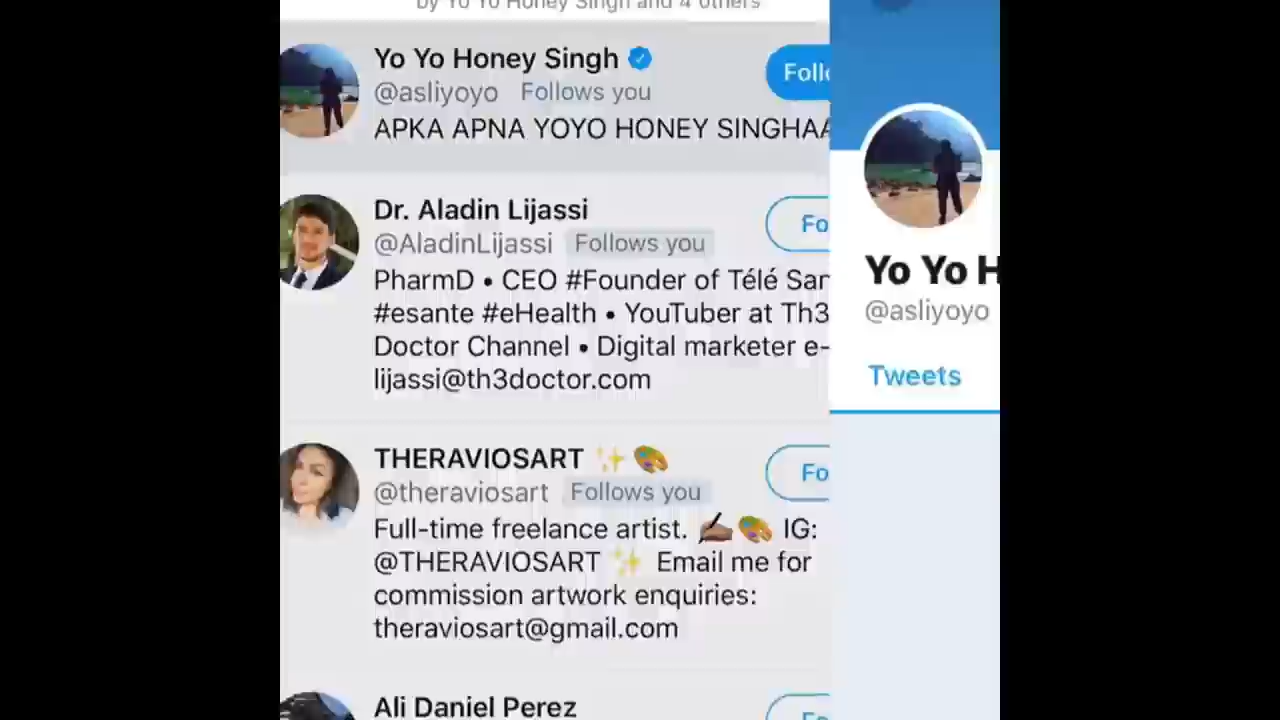 by Yo Yo Honey Singh and 4 others
Yo Yo Honey Singh
@asliyoyo Follows you
Follo
APKA APNA YOYO HONEY SINGHAA
Dr. Aladin Lijassi
@AladinLijassi Follows you
Fo
PharmD • CEO #Founder of Télé San
#esante #eHealth • YouTuber at Th3
Doctor Channel • Digital marketer e-
lijassi@th3doctor.com
THERAVIOSART ✨ 🎨
@theraviosart Follows you
Fo
Full-time freelance artist. ✍🏽🎨 IG:
@THERAVIOSART ✨ Email me for
commission artwork enquiries:
theraviosart@gmail.com
Ali Daniel Perez
Fo
Yo Yo H
@asliyoyo
Tweets